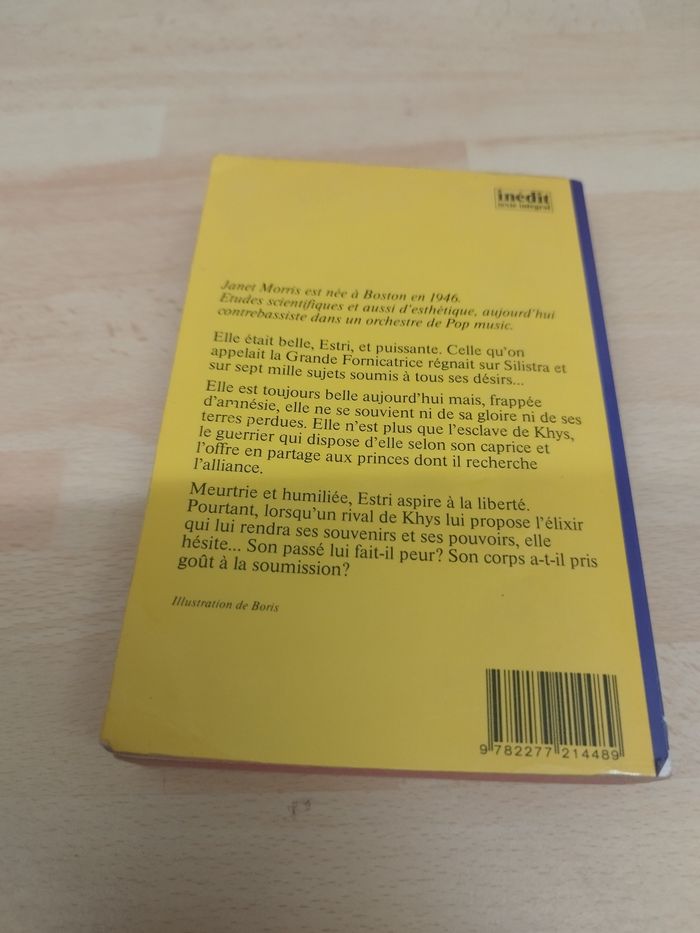 inédit
texte intégral
Janet Morris est née à Boston en 1946.
Etudes scientifiques et aussi d'esthétique, aujourd'hui
contrebassiste dans un orchestre de Pop music.
Elle était belle, Estri, et puissante. Celle qu'on
appelait la Grande Fornicatrice régnait sur Silistra et
sur sept mille sujets soumis à tous ses désirs...
Elle est toujours belle aujourd'hui mais, frappée
d'amnésie, elle ne se souvient ni de sa gloire ni de ses
terres perdues. Elle n'est plus que l'esclave de Khys,
le guerrier qui dispose d'elle selon son caprice et
l'offre en partage aux princes dont il recherche
l'alliance.
Meurtrie et humiliée, Estri aspire à la liberté.
Pourtant, lorsqu'un rival de Khys lui propose l'élixir
qui lui rendra ses souvenirs et ses pouvoirs, elle
hésite... Son passé lui fait-il peur? Son corps a-t-il pris
goût à la soumission?
Illustration de Boris
9 782277 214489